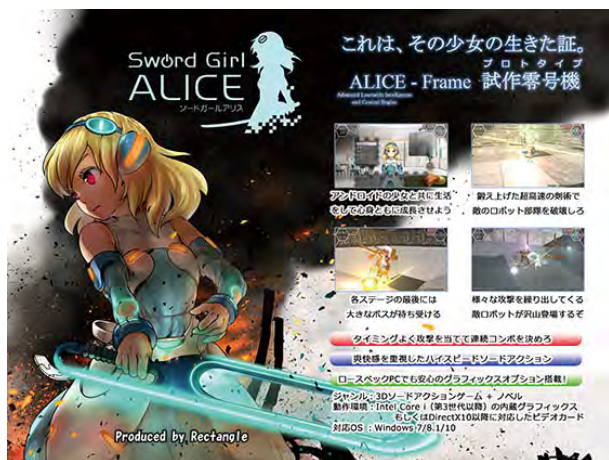 Sword Girl
ALICE
ソードガールアリス
これは、その少女の生きた証。
プロトタイプ
ALICE - Frame 試作零号機
Advanced Learnable Intelligence
and Control Engine
アンドロイドの少女と共に生活
をして心身ともに成長させよう
鍛え上げた超高速の剣術で
敵のロボット部隊を破壊しろ
各ステージの最後には
大きなボスが待ち受ける
様々な攻撃を繰り出してくる
敵ロボットが沢山登場するぞ
タイミングよく攻撃を当てて連続コンボを決めろ
爽快感を重視したハイスピードソードアクション
ロースペックPCでも安心のグラフィックスオプション搭載!
ジャンル：3Dソードアクションゲーム + ノベル
動作環境：Intel Core i（第3世代以降）の内蔵グラフィックス
もしくはDirectX10以降に対応したビデオカード
対応OS ：Windows 7/8.1/10
Produced by Rectangle